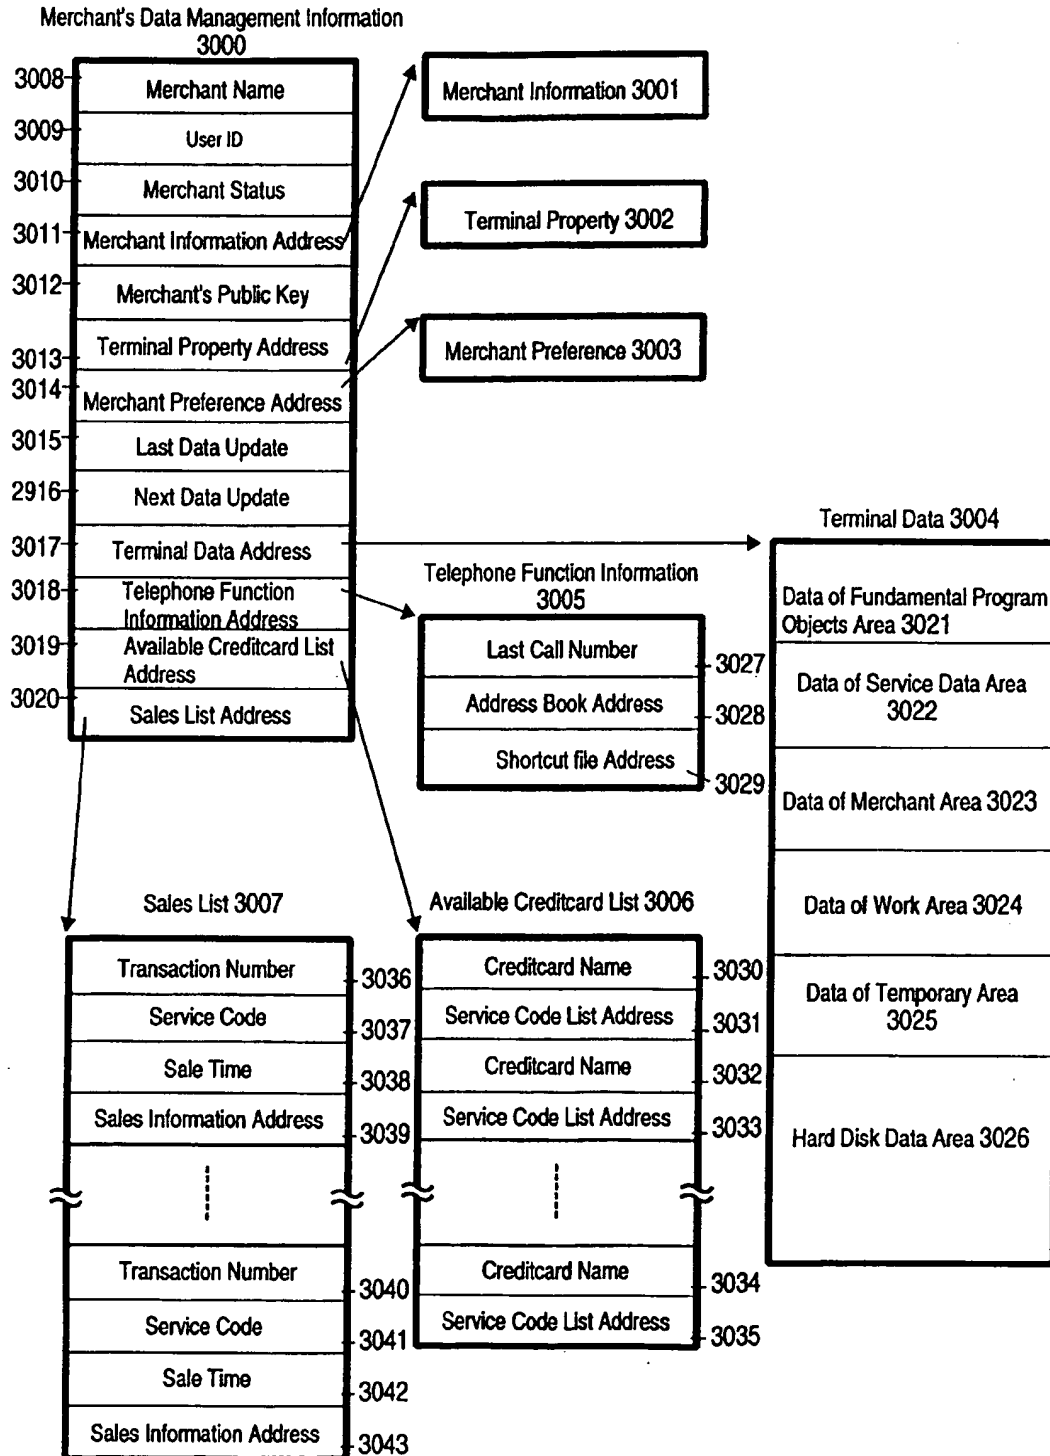 Merchant's Data Management Information
3000
3008
Merchant Name
3009
User ID
3010
Merchant Status
3011
Merchant Information Address
3012
Merchant's Public Key
3013
Terminal Property Address
3014
Merchant Preference Address
3015
Last Data Update
2916
Next Data Update
3017
Terminal Data Address
3018
Telephone Function
Information Address
3019
Available Creditcard List
Address
3020
Sales List Address
Merchant Information 3001
Terminal Property 3002
Merchant Preference 3003
Terminal Data 3004
Data of Fundamental Program
Objects Area 3021
Data of Service Data Area
3022
Data of Merchant Area 3023
Data of Work Area 3024
Data of Temporary Area
3025
Hard Disk Data Area 3026
Telephone Function Information
3005
Last Call Number
3027
Address Book Address
3028
Shortcut file Address
3029
Sales List 3007
Transaction Number
3036
Service Code
3037
Sale Time
3038
Sales Information Address
3039
Transaction Number
3040
Service Code
3041
Sale Time
3042
Sales Information Address
3043
Available Creditcard List 3006
Creditcard Name
3030
Service Code List Address
3031
Creditcard Name
3032
Service Code List Address
3033
Creditcard Name
3034
Service Code List Address
3035